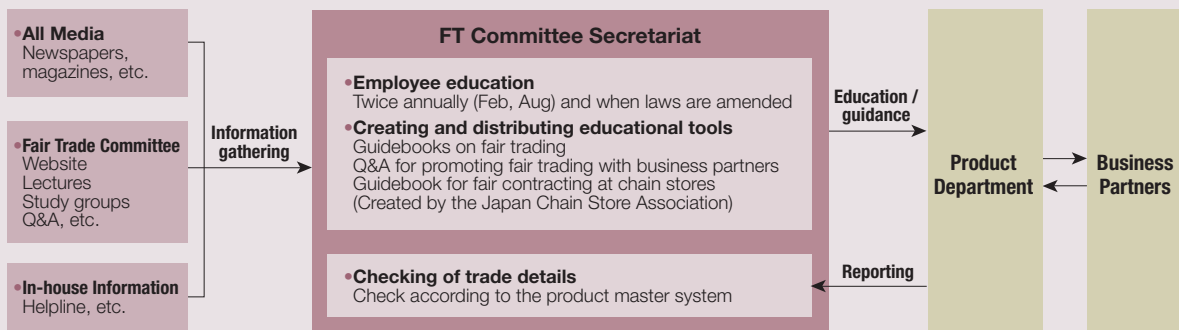 •All Media
Newspapers,
magazines, etc.
•Fair Trade Committee
Website
Lectures
Study groups
Q&A, etc.
•In-house Information
Helpline, etc.
Information
gathering
FT Committee Secretariat
•Employee education
Twice annually (Feb, Aug) and when laws are amended
•Creating and distributing educational tools
Guidebooks on fair trading
Q&A for promoting fair trading with business partners
Guidebook for fair contracting at chain stores
(Created by the Japan Chain Store Association)
•Checking of trade details
Check according to the product master system
Education /
guidance
Reporting
Product
Department
Business
Partners